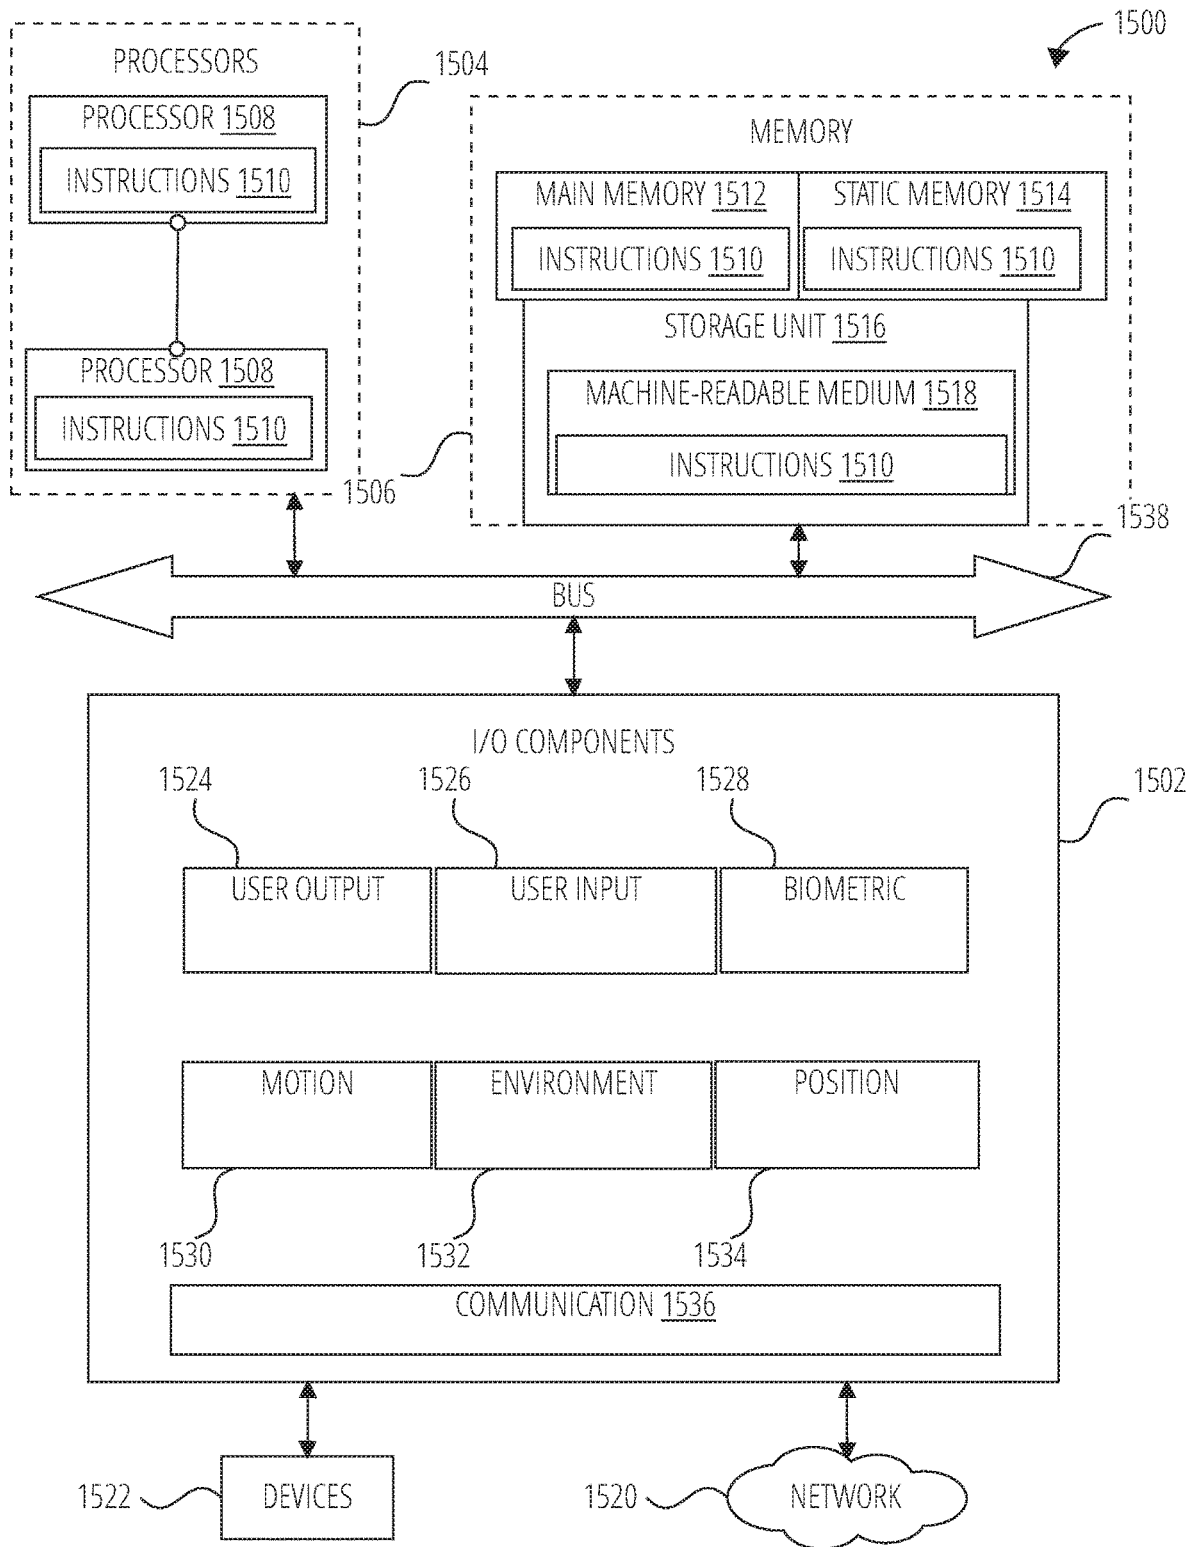 1500
PROCESSORS
1504
PROCESSOR 1508
INSTRUCTIONS 1510
PROCESSOR 1508
INSTRUCTIONS 1510
MEMORY
MAIN MEMORY 1512
STATIC MEMORY 1514
INSTRUCTIONS 1510
INSTRUCTIONS 1510
STORAGE UNIT 1516
MACHINE-READABLE MEDIUM 1518
INSTRUCTIONS 1510
1506
1538
BUS
I/O COMPONENTS
1502
1524
1526
1528
USER OUTPUT
USER INPUT
BIOMETRIC
MOTION
ENVIRONMENT
POSITION
1530
1532
1534
COMMUNICATION 1536
1522
DEVICES
1520
NETWORK